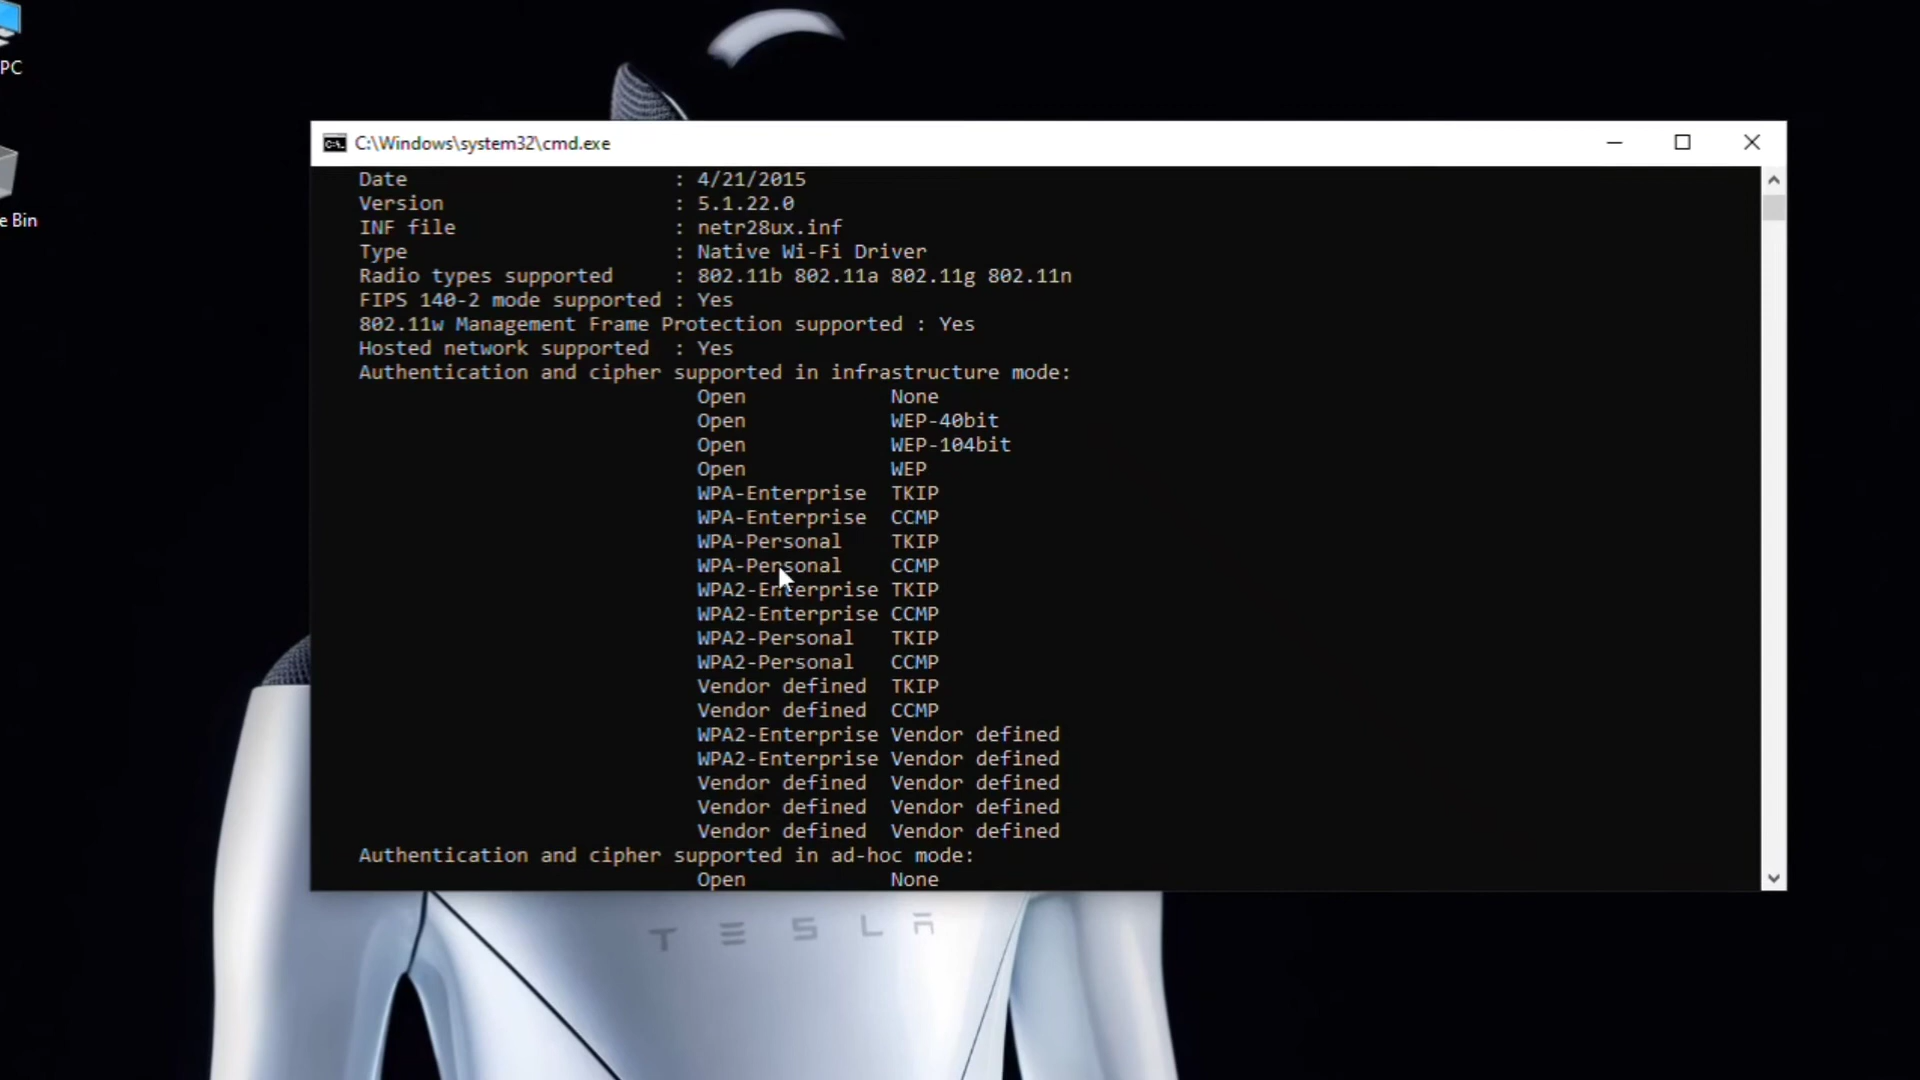 PC
e Bin
C:\Windows\system32\cmd.exe
Date : 4/21/2015
Version : 5.1.22.0
INF file : netr28ux.inf
Type : Native Wi-Fi Driver
Radio types supported : 802.11b 802.11a 802.11g 802.11n
FIPS 140-2 mode supported : Yes
802.11w Management Frame Protection supported : Yes
Hosted network supported : Yes
Authentication and cipher supported in infrastructure mode:
Open None
Open WEP-40bit
Open WEP-104bit
Open WEP
WPA-Enterprise TKIP
WPA-Enterprise CCMP
WPA-Personal TKIP
WPA-Personal CCMP
WPA2-Enterprise TKIP
WPA2-Enterprise CCMP
WPA2-Personal TKIP
WPA2-Personal CCMP
Vendor defined TKIP
Vendor defined CCMP
WPA2-Enterprise Vendor defined
WPA2-Enterprise Vendor defined
Vendor defined Vendor defined
Vendor defined Vendor defined
Vendor defined Vendor defined
Authentication and cipher supported in ad-hoc mode:
Open None
TESLA